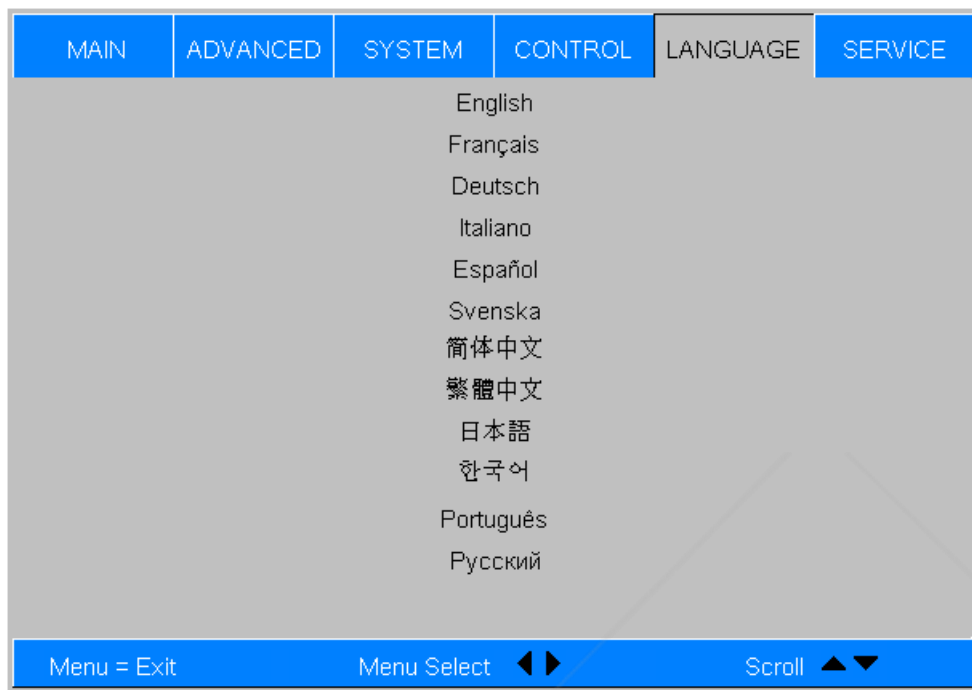 MAIN ADVANCED SYSTEM CONTROL LANGUAGE SERVICE
English
Français
Deutsch
Italiano
Español
Svenska
简体中文
繁體中文
日本語
한국어
Português
Русский
Menu = Exit Menu Select ◀ ▶ Scroll ▲ ▼